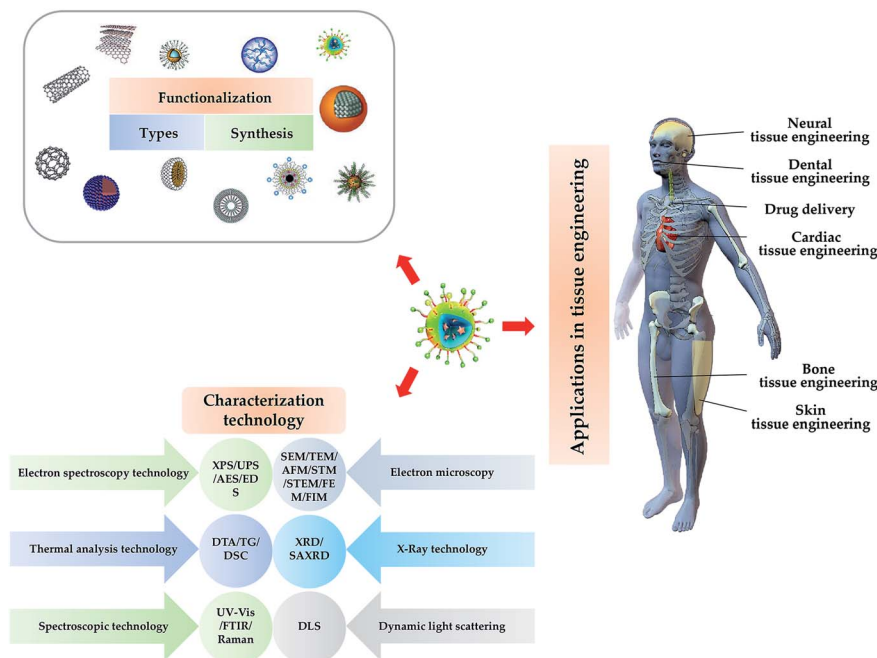 Functionalization
Types
Synthesis
Applications in tissue engineering
Neural
tissue engineering
Dental
tissue engineering
Drug delivery
Cardiac
tissue engineering
Bone
tissue engineering
Skin
tissue engineering
Characterization
technology
Electron spectroscopy technology
XPS/UPS
/AES/ED
S
SEM/TEM/
AFM/STM
/STEM/FE
M/FIM
Electron microscopy
Thermal analysis technology
DTA/TG/
DSC
XRD/
SAXRD
X-Ray technology
Spectroscopic technology
UV-Vis
/FTIR/
Raman
DLS
Dynamic light scattering